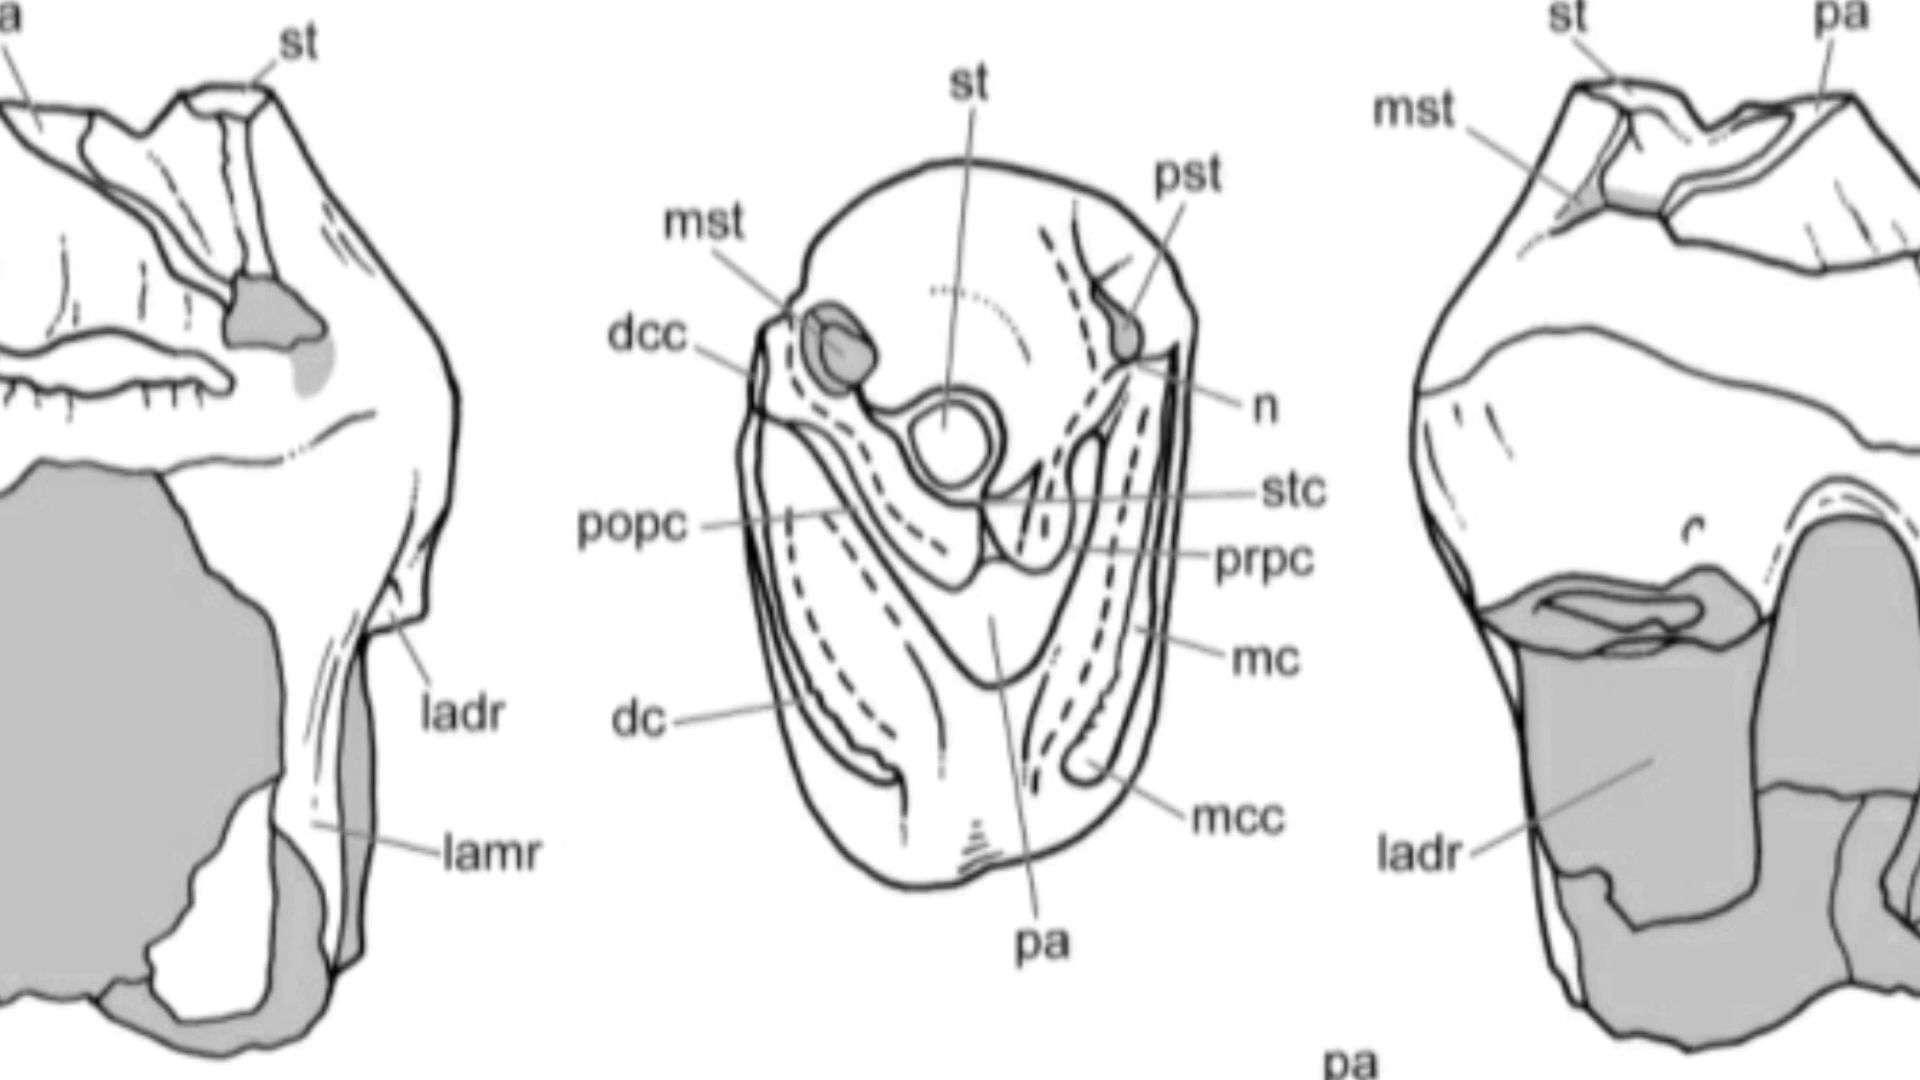 a
st
st
mst
pst
dcc
n
stc
popc
prpc
mc
dc
mcc
pa
ladr
lamr
st
pa
mst
ladr
pa